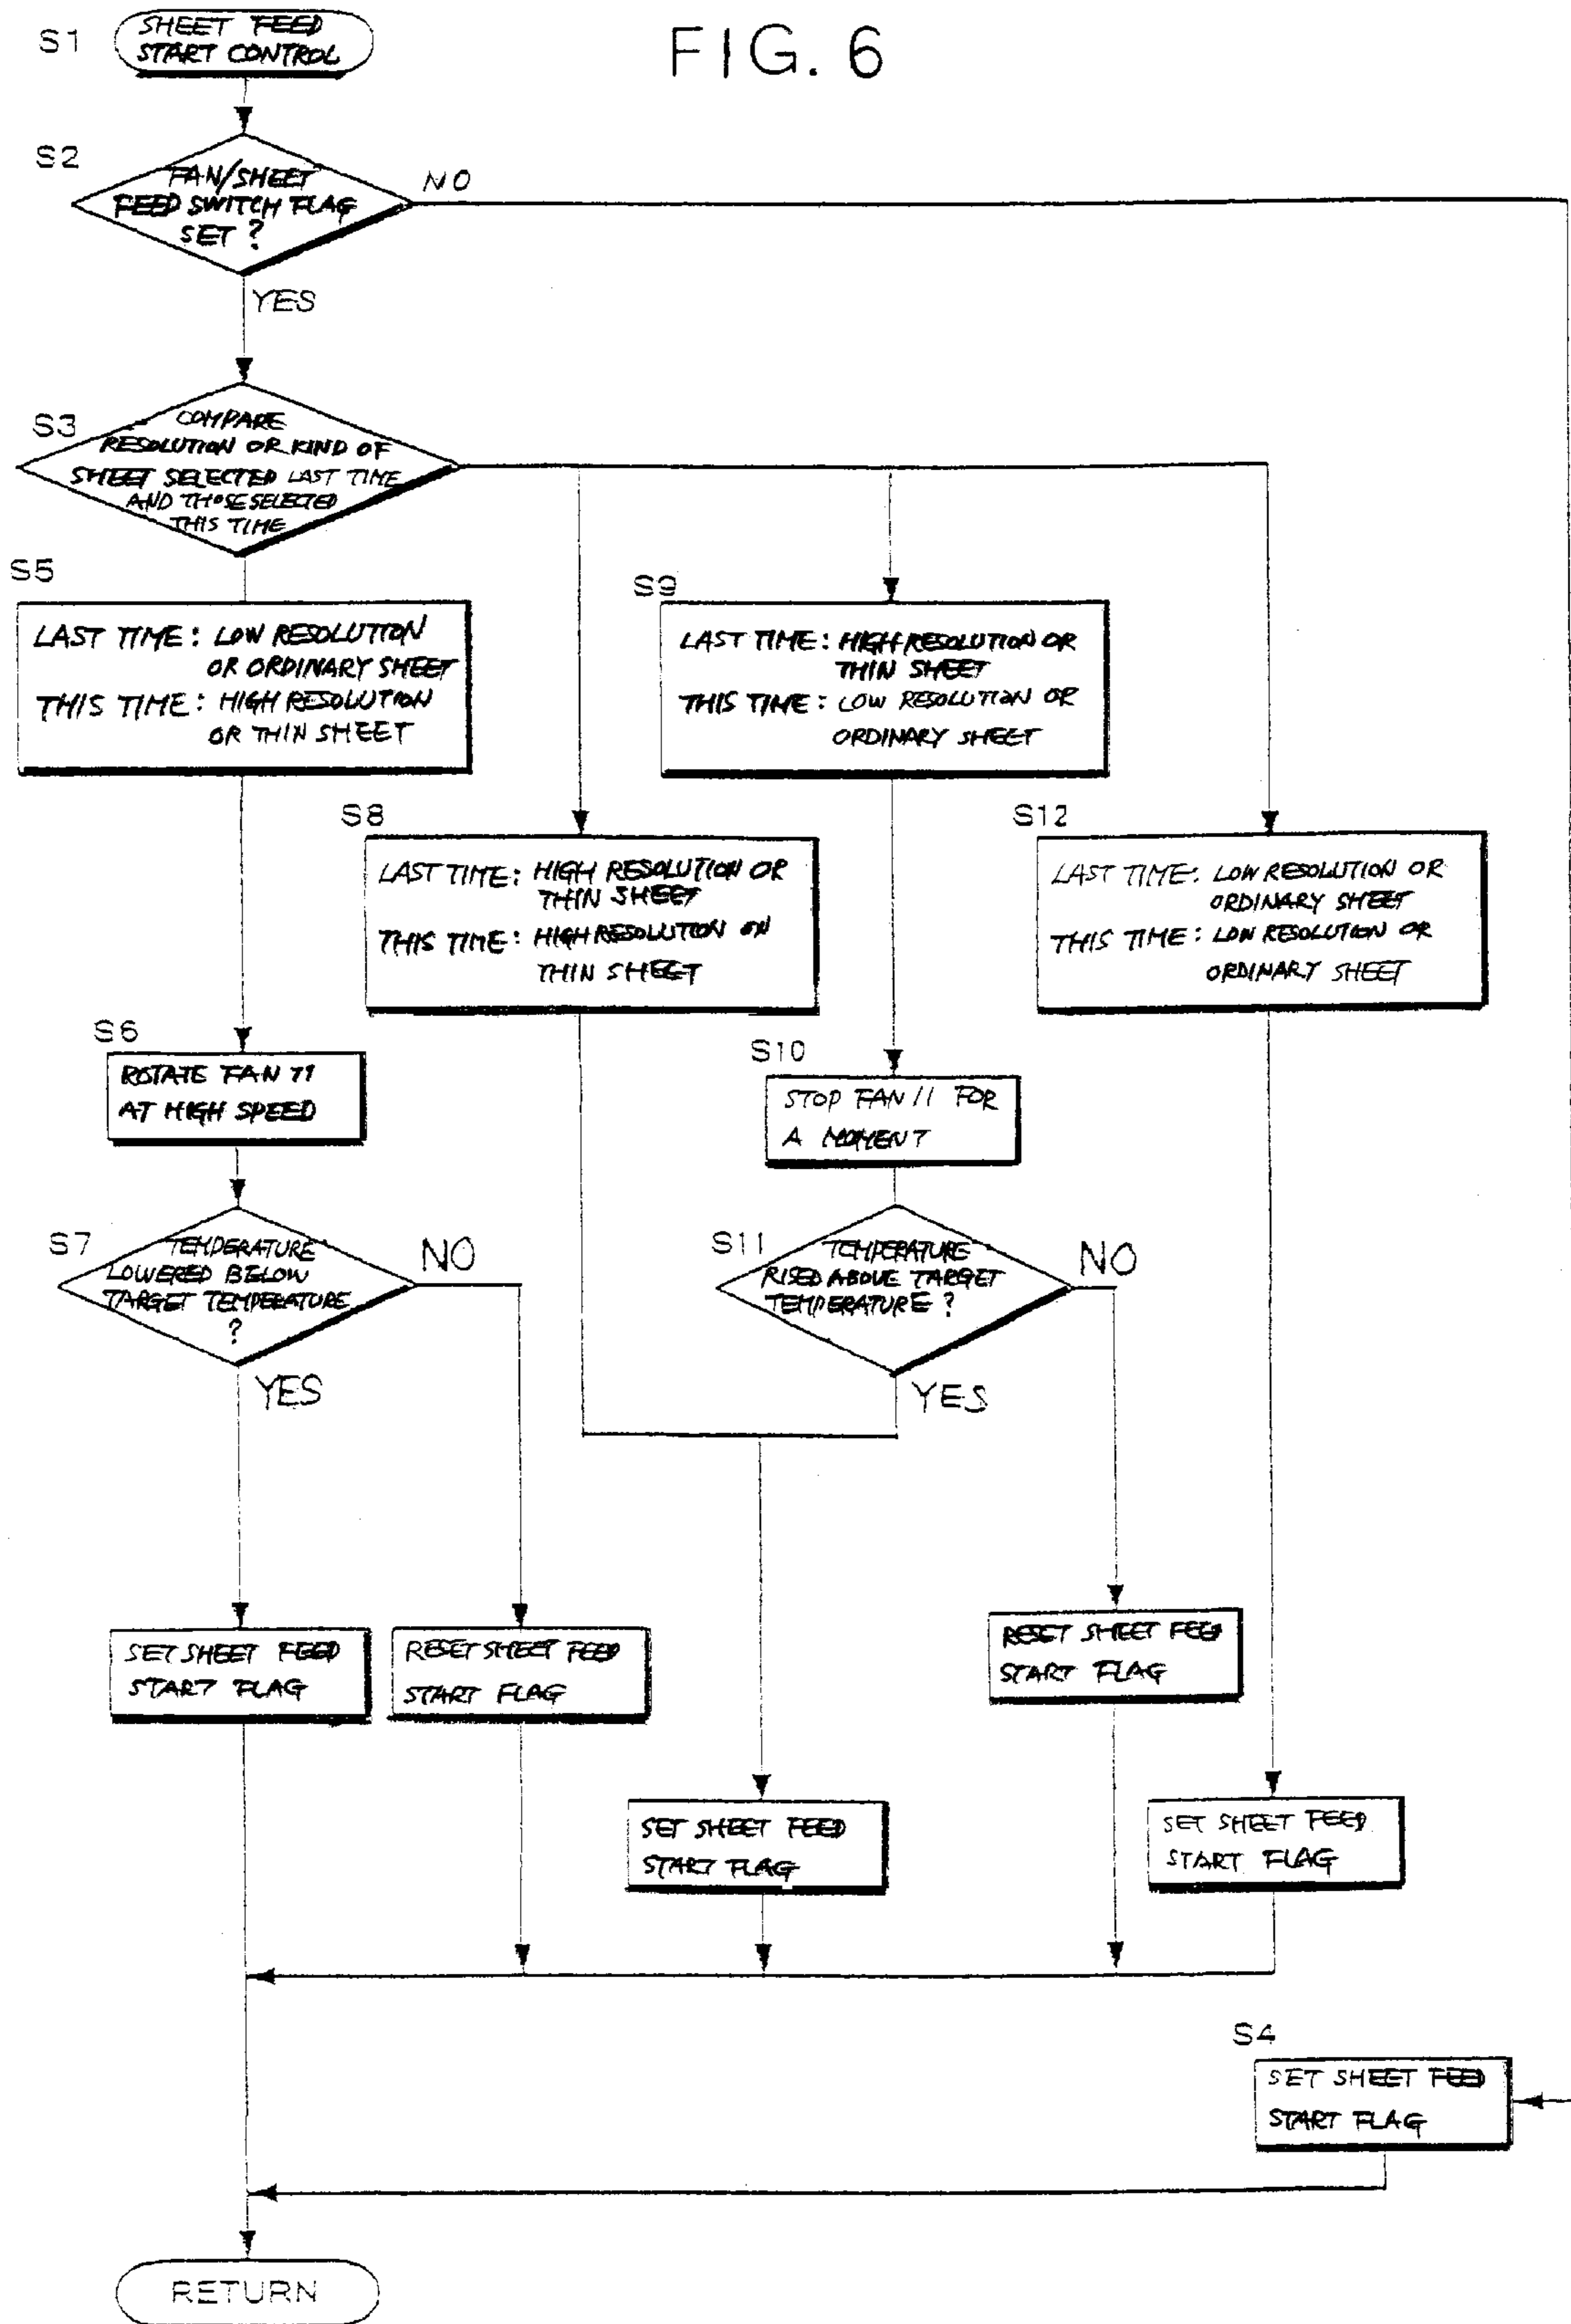 FIG. 6
S1
SHEET FEED
START CONTROL
S2
FAN/SHEET
FEED SWITCH FLAG
SET ?
NO
YES
S3
COMPARE
RESOLUTION OR KIND OF
SHEET SELECTED LAST TIME
AND THOSE SELECTED
THIS TIME
S5
LAST TIME: LOW RESOLUTION
OR ORDINARY SHEET
THIS TIME: HIGH RESOLUTION
OR THIN SHEET
S9
LAST TIME: HIGH RESOLUTION OR
THIN SHEET
THIS TIME: LOW RESOLUTION OR
ORDINARY SHEET
S8
LAST TIME: HIGH RESOLUTION OR
THIN SHEET
THIS TIME: HIGH RESOLUTION OR
THIN SHEET
S12
LAST TIME: LOW RESOLUTION OR
ORDINARY SHEET
THIS TIME: LOW RESOLUTION OR
ORDINARY SHEET
S6
ROTATE FAN 11
AT HIGH SPEED
S10
STOP FAN 11 FOR
A MOMENT
S7
TEMPERATURE
LOWERED BELOW
TARGET TEMPERATURE
?
NO
YES
S11
TEMPERATURE
RISED ABOVE TARGET
TEMPERATURE ?
NO
YES
SET SHEET FEED
START FLAG
RESET SHEET FEED
START FLAG
RESET SHEET FEED
START FLAG
SET SHEET FEED
START FLAG
SET SHEET FEED
START FLAG
S4
SET SHEET FEED
START FLAG
RETURN